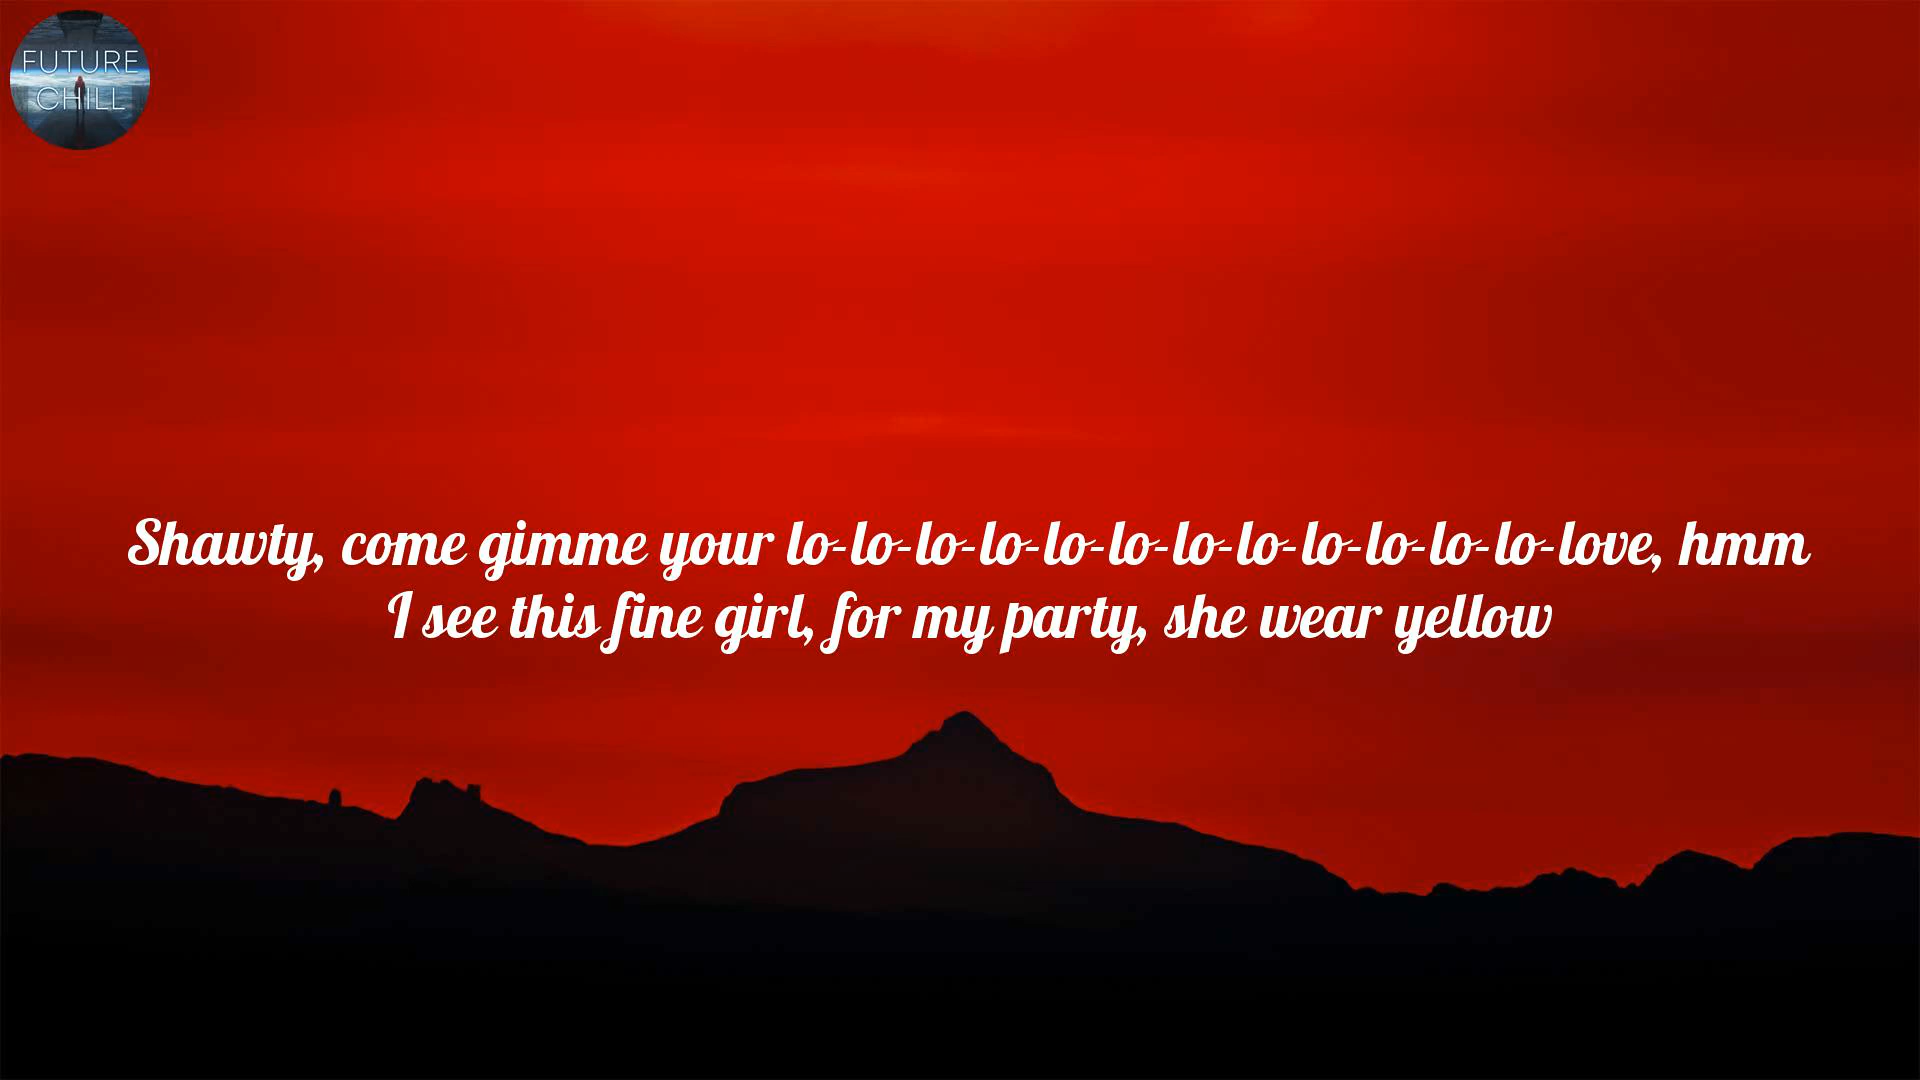 FUTURE
CHILL
Shawty, come gimme your lo-lo-lo-lo-lo-lo-lo-lo-lo-lo-lo-lo-love, hmm
I see this fine girl, for my party, she wear yellow